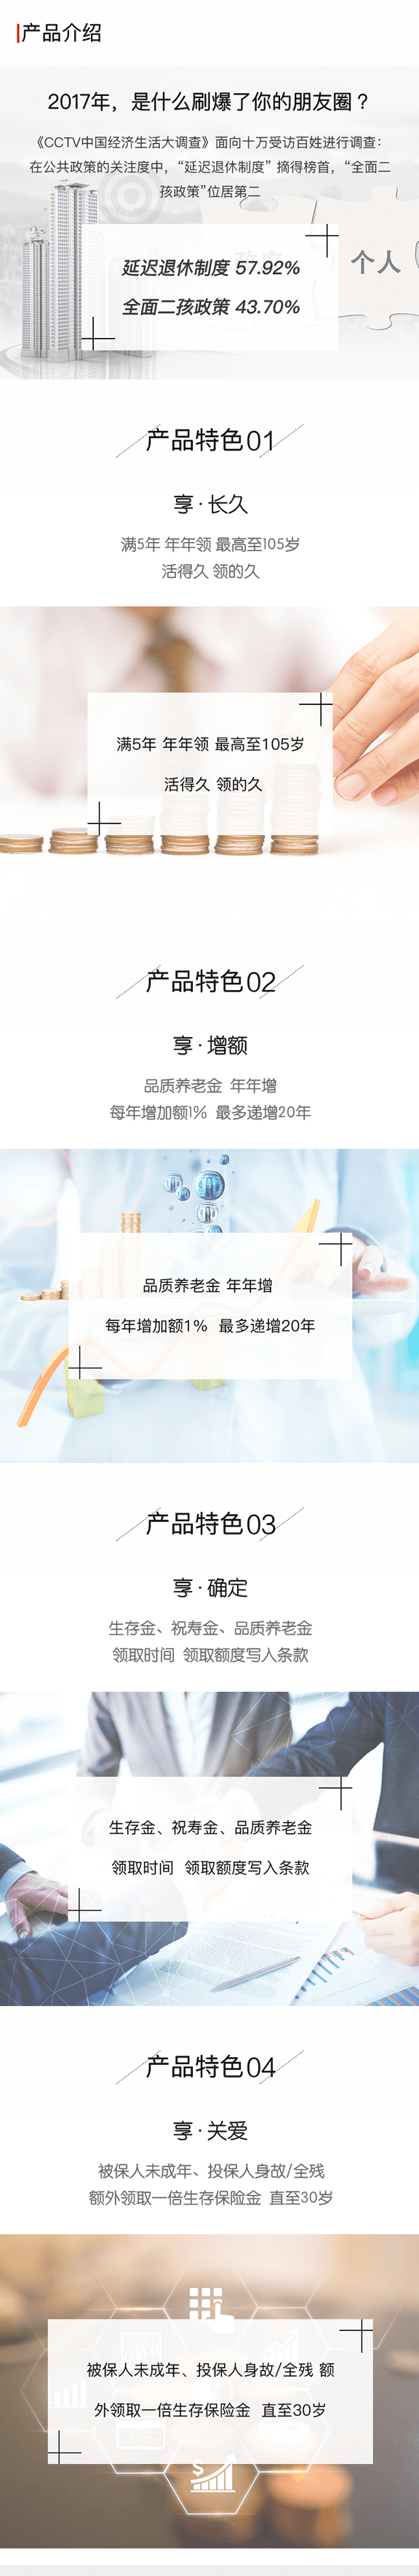 产品介绍
2017年，是什么刷爆了你的朋友圈？
《CCTV中国经济生活大调查》面向十万受访百姓进行调查：
在公共政策的关注度中，“延迟退休制度” 摘得榜首，“全面二
孩政策”位居第二
个人
延迟退休制度 57.92%
全面二孩政策 43.70%
产品特色01
享·长久
满5年 年年领 最高至105岁
活得久 领的久
满5年 年年领 最高至105岁
活得久 领的久
产品特色02
享·增额
品质养老金 年年增
每年增加额1% 最多递增20年
品质养老金 年年增
每年增加额1% 最多递增20年
产品特色03
享·确定
生存金、祝寿金、品质养老金
领取时间 领取额度写入条款
生存金、祝寿金、品质养老金
领取时间 领取额度写入条款
产品特色04
享·关爱
被保人未成年、投保人身故/全残
额外领取一倍生存保险金 直至30岁
被保人未成年、投保人身故/全残 额
外领取一倍生存保险金 直至30岁